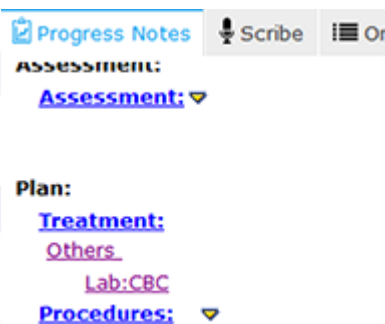 Progress Notes Scribe
Assessment:
Assessment:
Plan:
Treatment:
Others
Lab:CBC
Procedures: